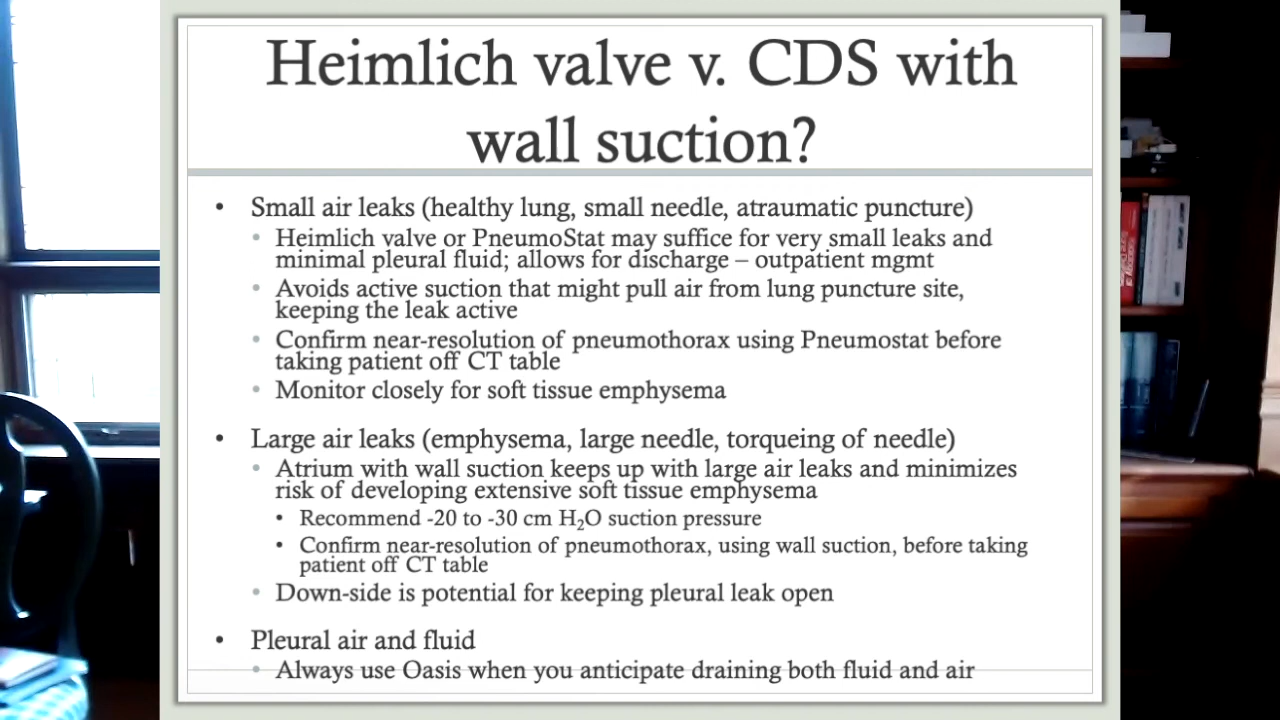 Heimlich valve v. CDS with
wall suction?
• Small air leaks (healthy lung, small needle, atraumatic puncture)
• Heimlich valve or PneumoStat may suffice for very small leaks and
minimal pleural fluid; allows for discharge – outpatient mgmt
• Avoids active suction that might pull air from lung puncture site,
keeping the leak active
• Confirm near-resolution of pneumothorax using Pneumostat before
taking patient off CT table
• Monitor closely for soft tissue emphysema
• Large air leaks (emphysema, large needle, torqueing of needle)
• Atrium with wall suction keeps up with large air leaks and minimizes
risk of developing extensive soft tissue emphysema
• Recommend -20 to -30 cm H₂O suction pressure
• Confirm near-resolution of pneumothorax, using wall suction, before taking
patient off CT table
• Down-side is potential for keeping pleural leak open
• Pleural air and fluid
• Always use Oasis when you anticipate draining both fluid and air